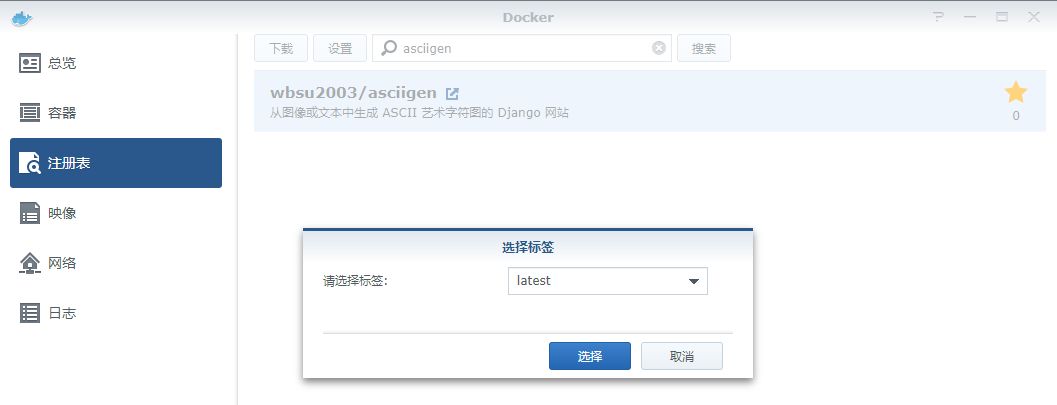 Docker
总览
容器
注册表
映像
网络
日志
下载 设置 asciigen 搜索
wbsu2003/asciigen
从图像或文本中生成 ASCII 艺术字符图的 Django 网站
0
选择标签
请选择标签: latest
选择 取消